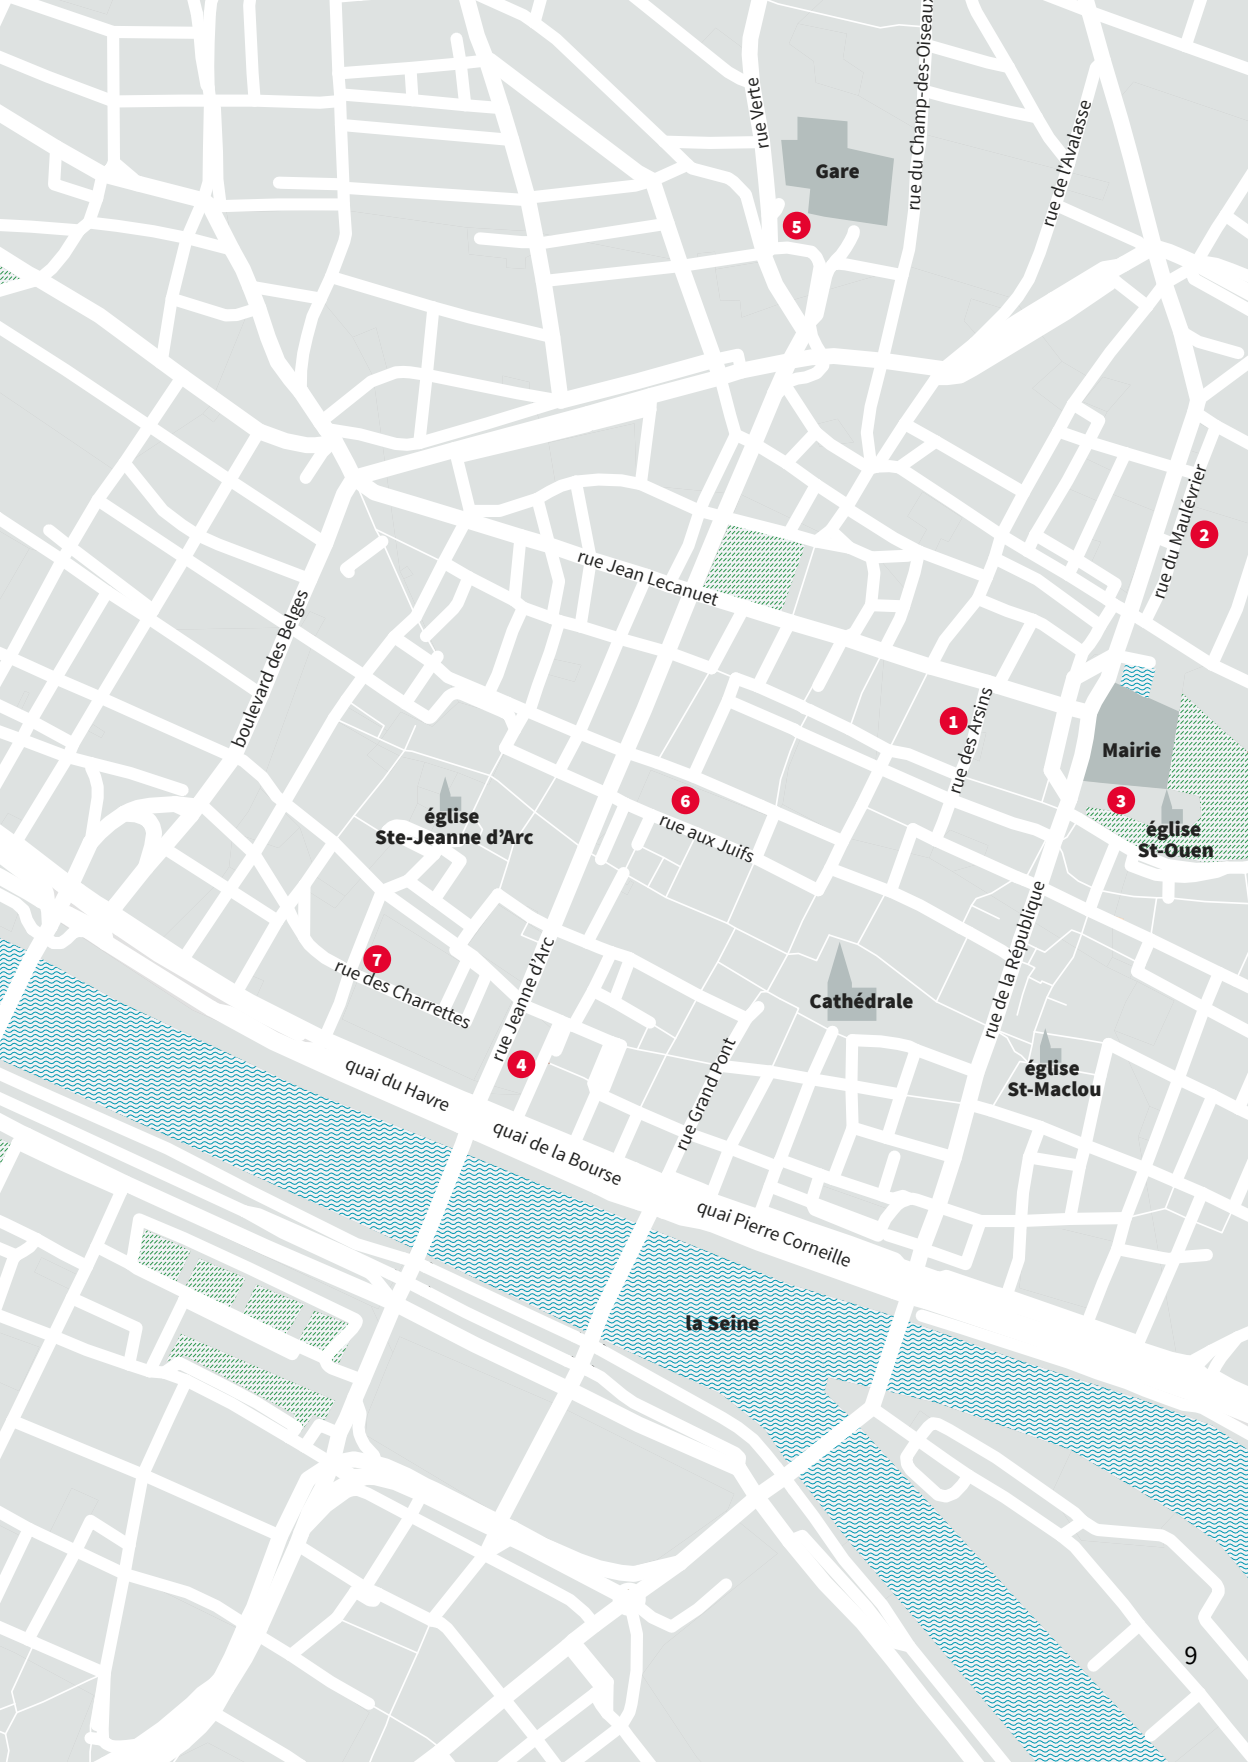 rue du Champ-des-Oiseaux
rue Verte
rue de l'Avalasse
Gare
5
rue du Maulévrier
2
rue Jean Lecanuet
boulevard des Belges
1
rue des Arsins
Mairie
3
6
rue aux Juifs
église
Ste-Jeanne d'Arc
église
St-Ouen
rue de la République
7
rue des Charrettes
rue Jeanne d'Arc
Cathédrale
4
rue Grand Pont
église
St-Maclou
quai du Havre
quai de la Bourse
quai Pierre Corneille
la Seine
9